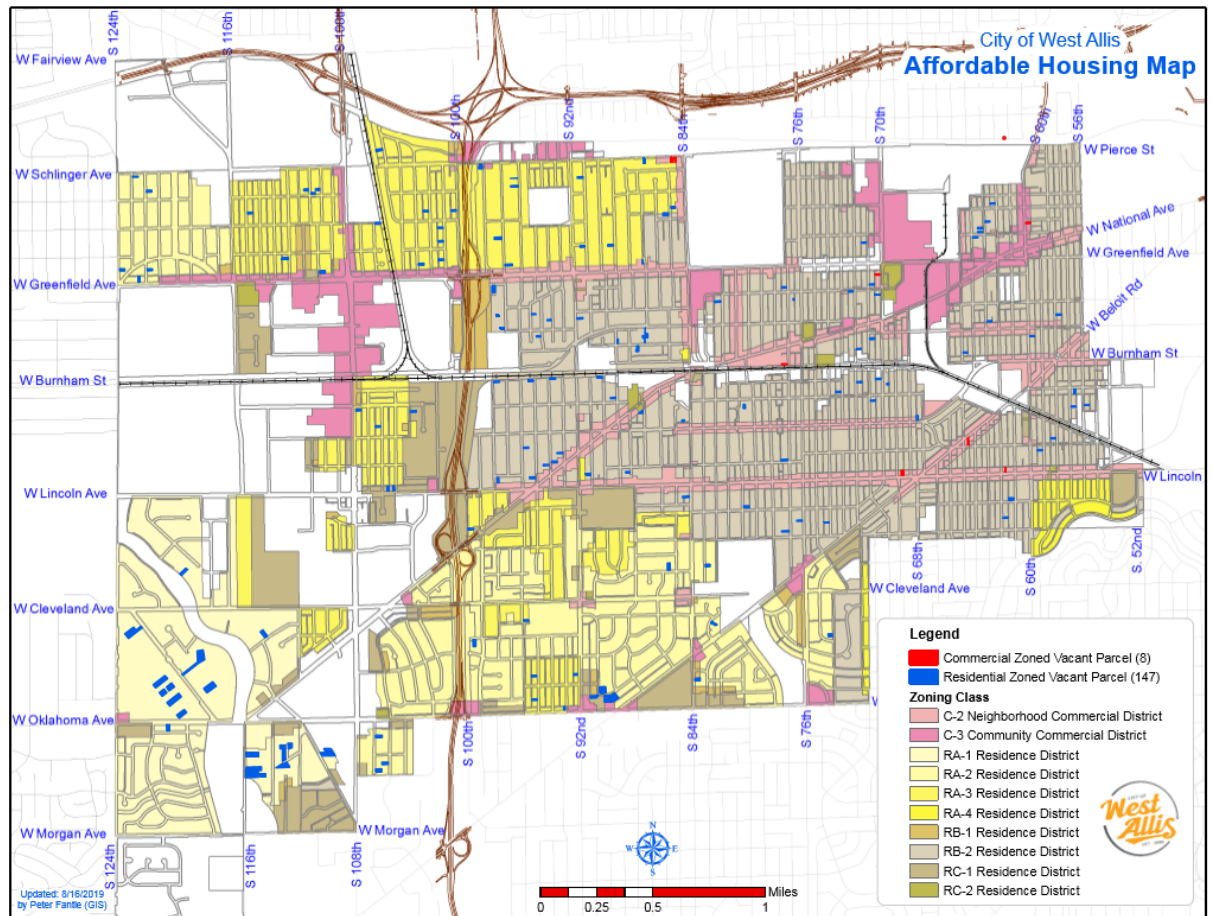 City of West Allis
Affordable Housing Map
S 124th
S 116th
S 108th
W Fairview Ave
S 100th
S 92nd
S 84th
S 76th
S 70th
S 60th
S 56th
W Pierce St
W Schlinger Ave
W National Ave
W Greenfield Ave
W Greenfield Ave
W Beloit Rd
W Burnham St
W Burnham St
W Lincoln Ave
W Lincoln
S 68th
S 60th
S. 52nd
W Cleveland Ave
W Cleveland Ave
W Oklahoma Ave
S 100th
S 92nd
S 84th
S 76th
W Morgan Ave
W Morgan Ave
S 124th
S 116th
S 108th
Legend
Commercial Zoned Vacant Parcel (8)
Residential Zoned Vacant Parcel (147)
Zoning Class
C-2 Neighborhood Commercial District
C-3 Community Commercial District
RA-1 Residence District
RA-2 Residence District
RA-3 Residence District
RA-4 Residence District
RB-1 Residence District
RB-2 Residence District
RC-1 Residence District
RC-2 Residence District
CITY OF
West
Allis
N
W E
S
Miles
0 0.25 0.5 1
Updated: 8/16/2019
by Peter Fantle (GIS)